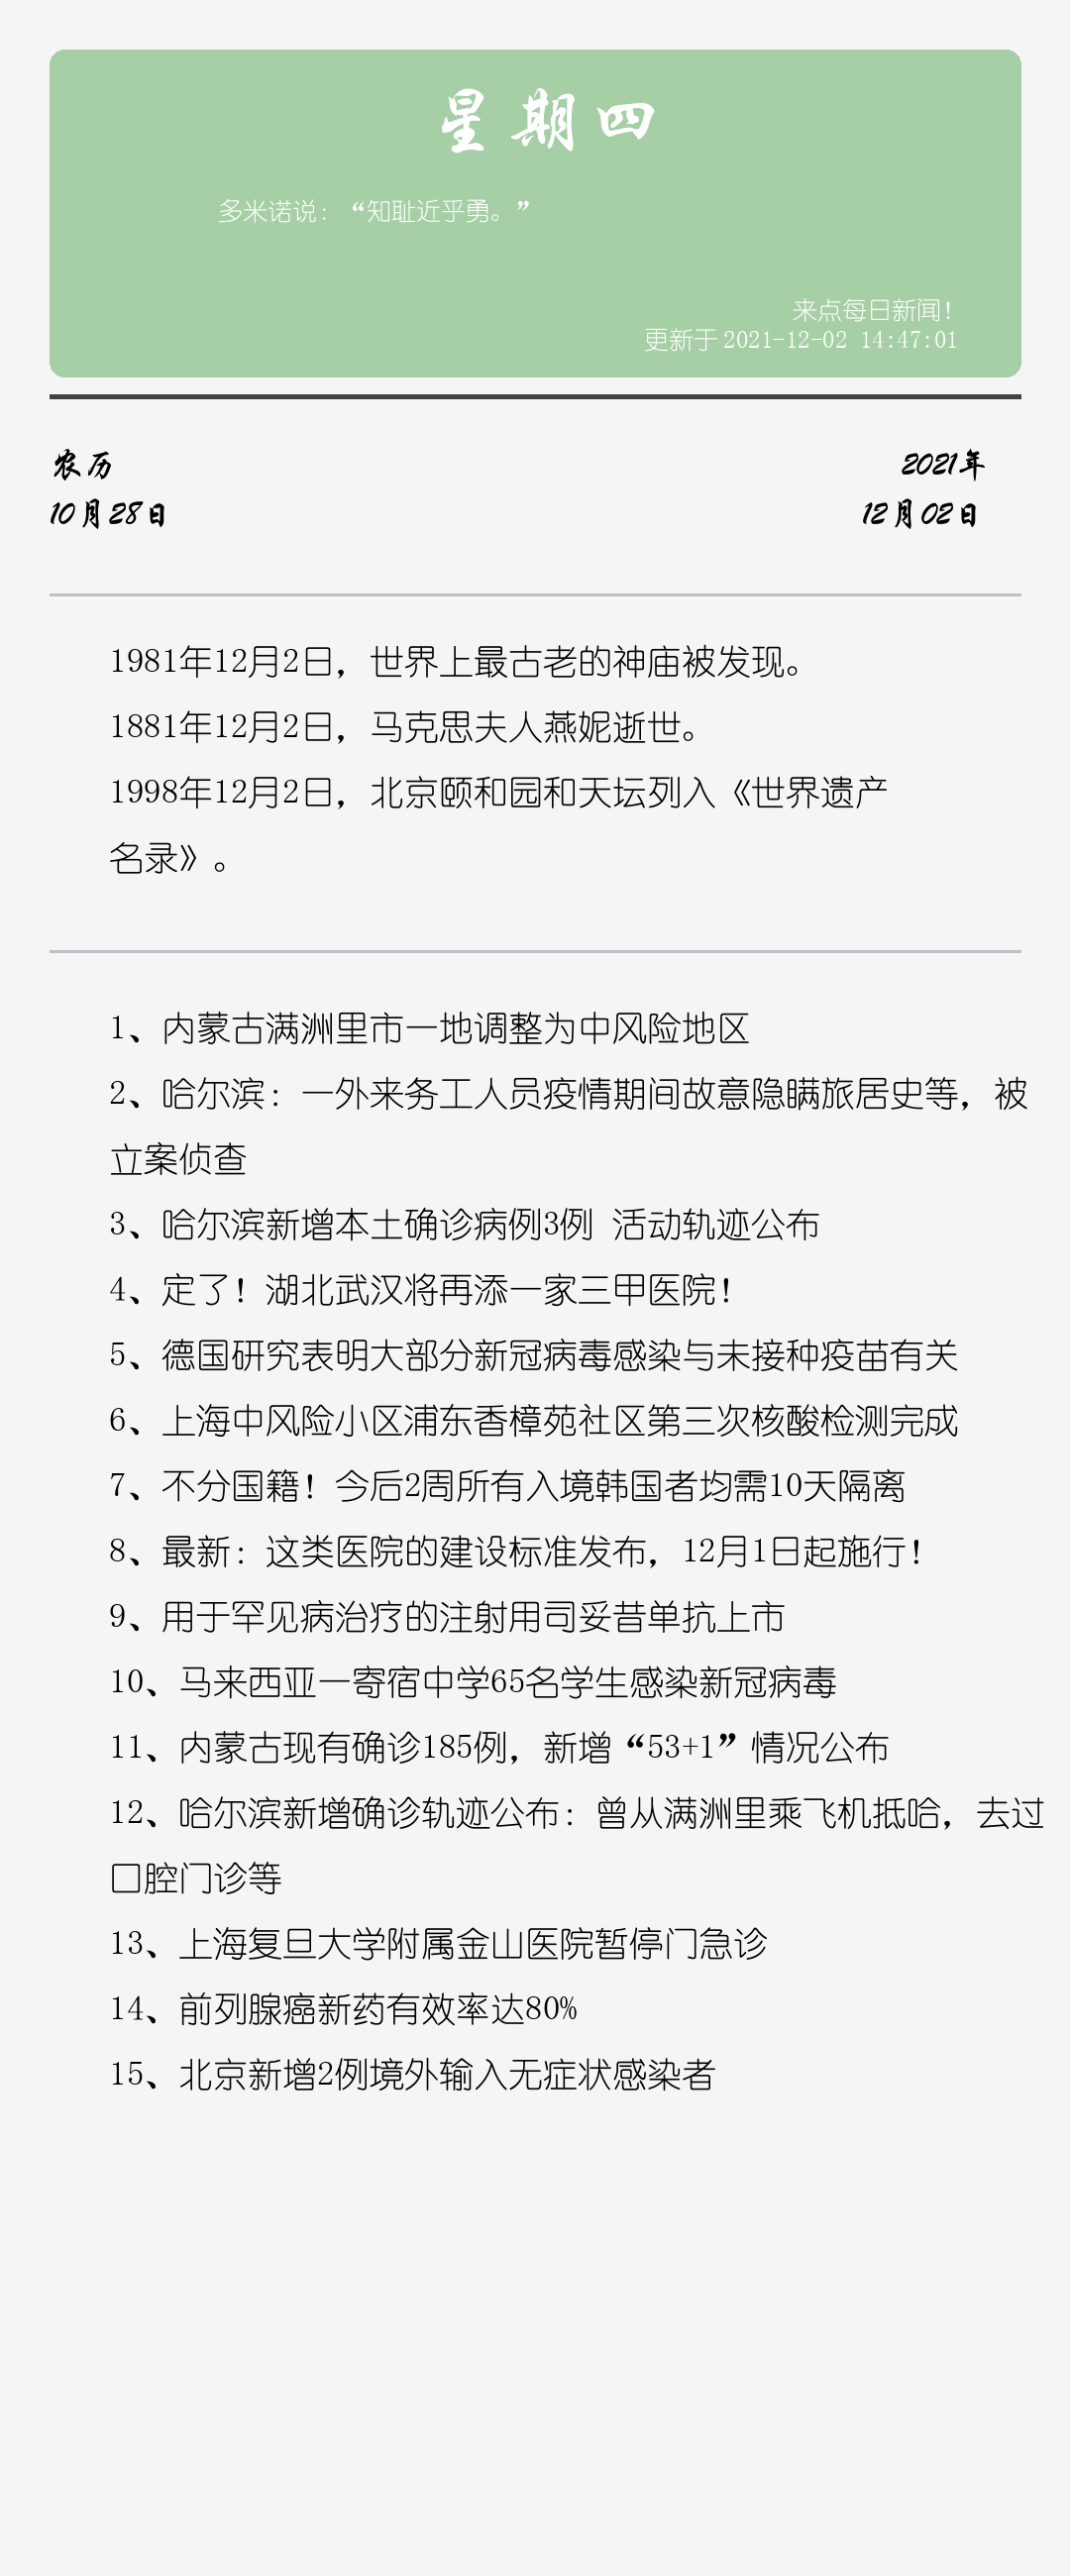 星期四
多米诺说：“知耻近乎勇。”
来点每日新闻！
更新于 2021-12-02 14:47:01
农历
2021年
10月28日
12月02日
1981年12月2日，世界上最古老的神庙被发现。
1881年12月2日，马克思夫人燕妮逝世。
1998年12月2日，北京颐和园和天坛列入《世界遗产
名录》。
1、内蒙古满洲里市一地调整为中风险地区
2、哈尔滨：一外来务工人员疫情期间故意隐瞒旅居史等，被
立案侦查
3、哈尔滨新增本土确诊病例3例 活动轨迹公布
4、定了！湖北武汉将再添一家三甲医院！
5、德国研究表明大部分新冠病毒感染与未接种疫苗有关
6、上海中风险小区浦东香樟苑社区第三次核酸检测完成
7、不分国籍！今后2周所有入境韩国者均需10天隔离
8、最新：这类医院的建设标准发布，12月1日起施行！
9、用于罕见病治疗的注射用司妥昔单抗上市
10、马来西亚一寄宿中学65名学生感染新冠病毒
11、内蒙古现有确诊185例，新增“53+1”情况公布
12、哈尔滨新增确诊轨迹公布：曾从满洲里乘飞机抵哈，去过
口腔门诊等
13、上海复旦大学附属金山医院暂停门急诊
14、前列腺癌新药有效率达80%
15、北京新增2例境外输入无症状感染者